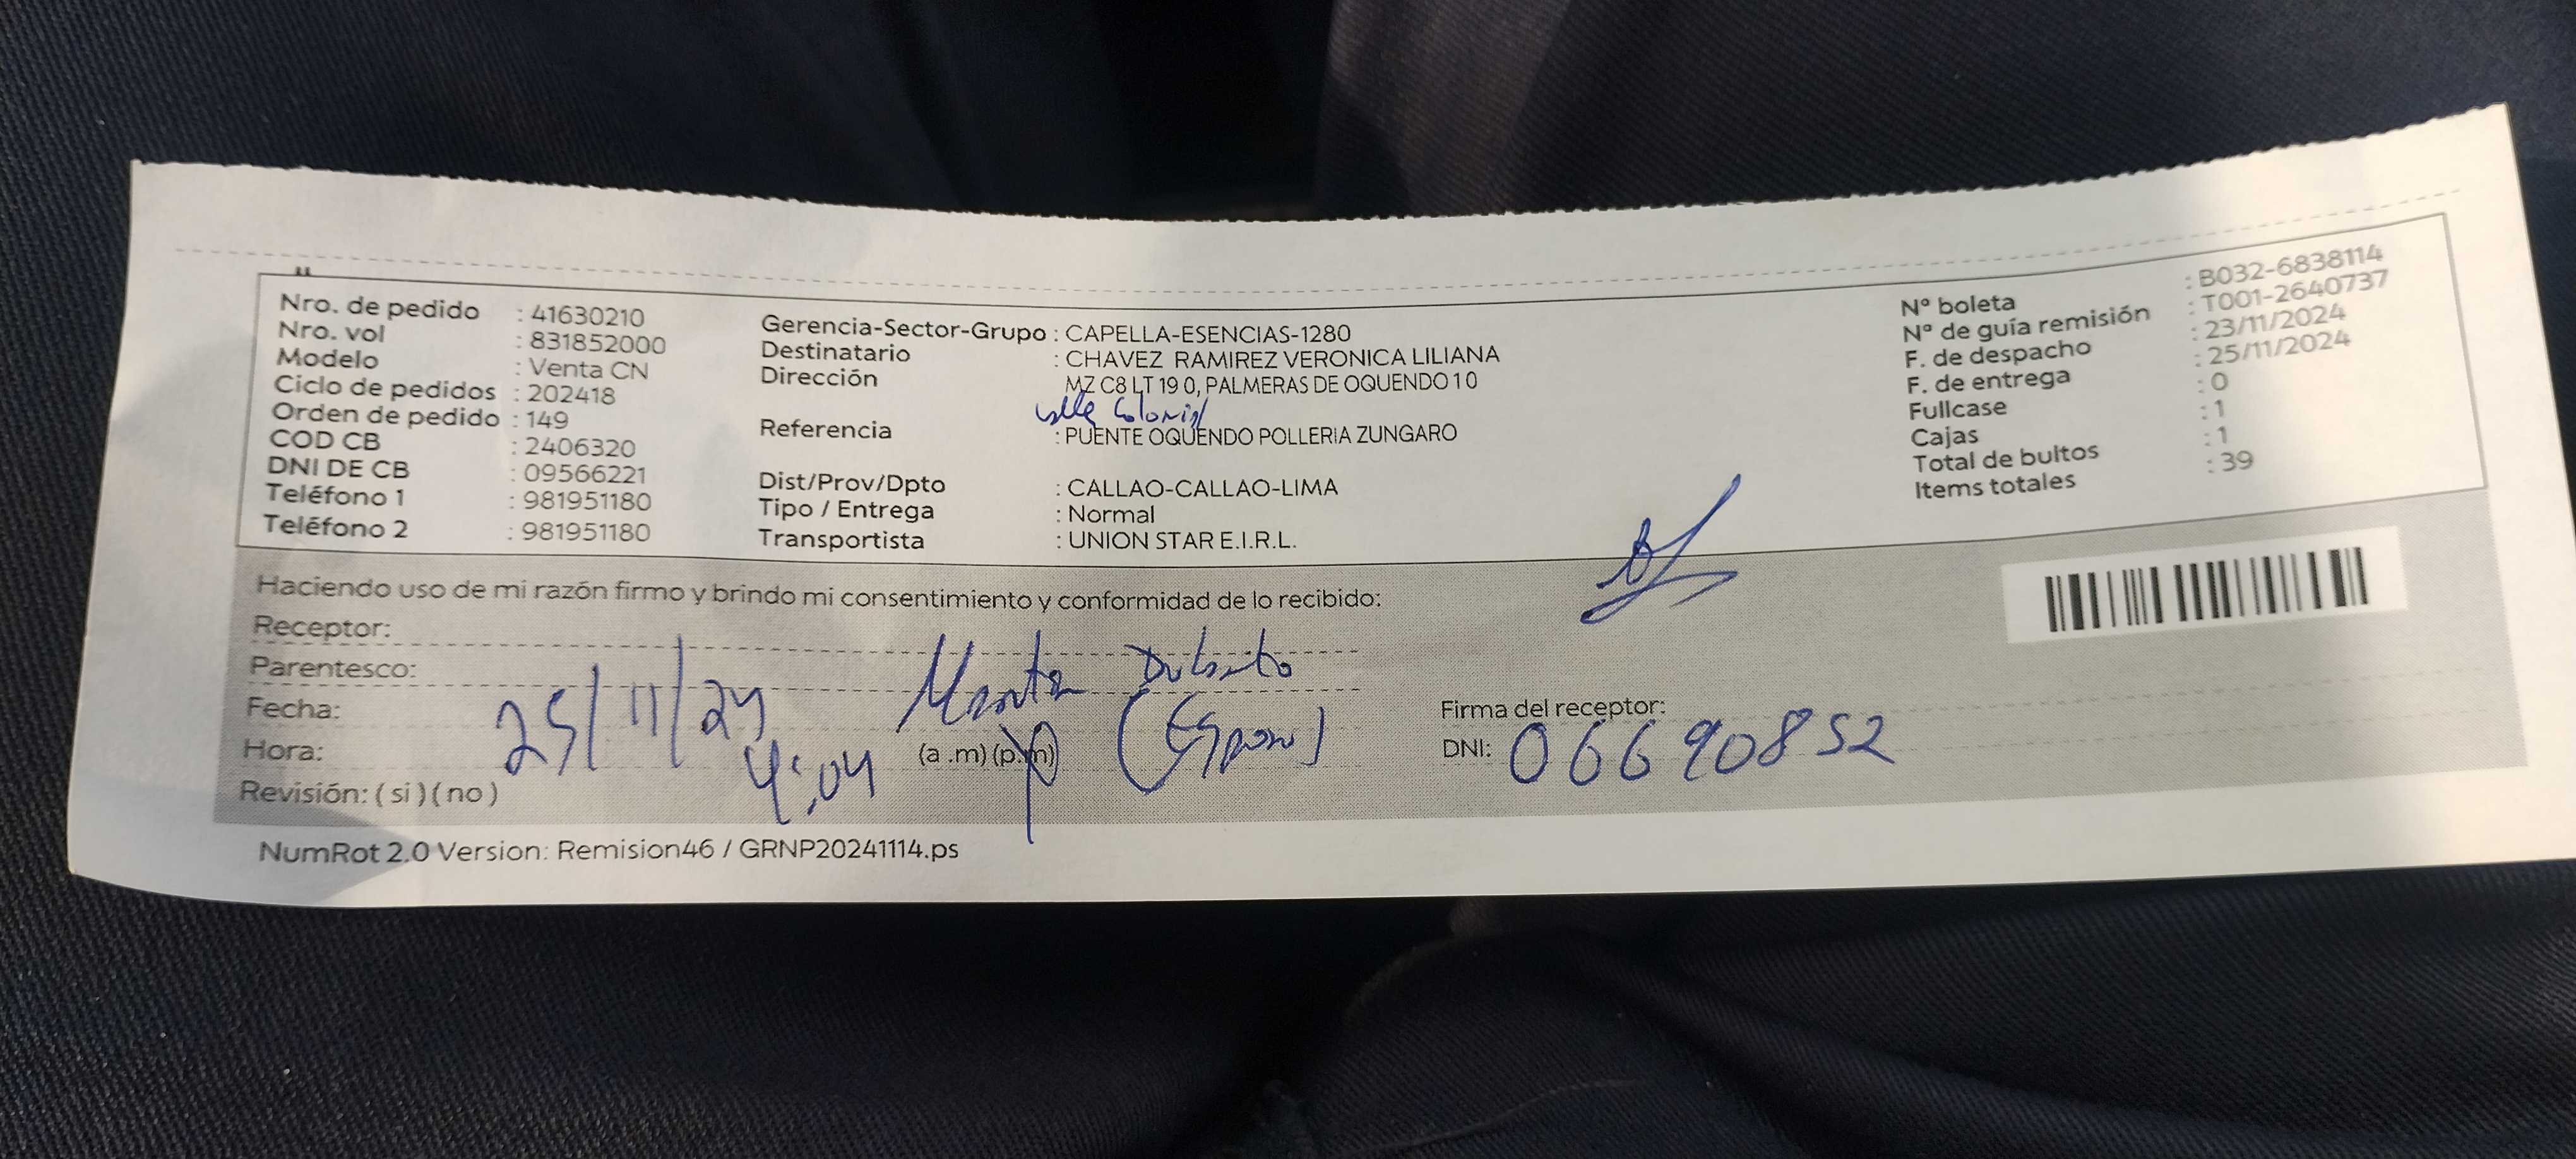 Nro. de pedido : 41630210
Nro. vol : 831852000
Modelo : Venta CN
Ciclo de pedidos : 202418
Orden de pedido : 149
COD CB : 2406320
DNI DE CB : 09566221
Teléfono 1 : 981951180
Teléfono 2 : 981951180
Gerencia-Sector-Grupo : CAPELLA-ESENCIAS-1280
Destinatario : CHAVEZ RAMIREZ VERONICA LILIANA
Dirección MZ C8 LT 19 0, PALMERAS DE OQUENDO 1 0
Referencia : PUENTE OQUENDO POLLERIA ZUNGARO
Dist/Prov/Dpto : CALLAO-CALLAO-LIMA
Tipo / Entrega : Normal
Transportista : UNION STAR E.I.R.L.
N° boleta : B032-6838114
N° de guía remisión : T001-2640737
F. de despacho : 23/11/2024
F. de entrega : 25/11/2024
Fullcase : 0
Cajas : 1
Total de bultos : 1
Items totales : 39
Haciendo uso de mi razón firmo y brindo mi consentimiento y conformidad de lo recibido:
Receptor:
Parentesco:
Fecha: 25/11/24
Hora: 4:04 (a .m) (p.m)
Revisión: ( si ) ( no )
Firma del receptor:
DNI: 06690852
NumRot 2.0 Version: Remision46 / GRNP20241114.ps